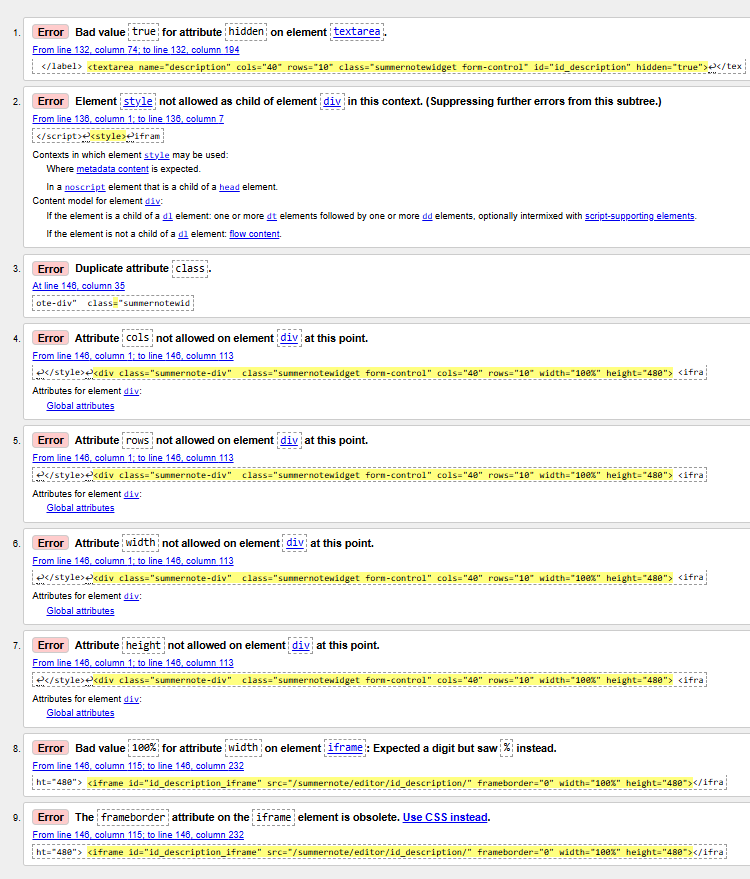 1. Error Bad value true for attribute hidden on element textarea.
From line 132, column 74; to line 132, column 194
</label> <textarea name="description" cols="40" rows="10" class="summernotewidget form-control" id="id_description" hidden="true">↩</tex
2. Error Element style not allowed as child of element div in this context. (Suppressing further errors from this subtree.)
From line 136, column 1; to line 136, column 7
</script>↩<style>↩ifram
Contexts in which element style may be used:
Where metadata content is expected.
In a noscript element that is a child of a head element.
Content model for element div:
If the element is a child of a dl element: one or more dt elements followed by one or more dd elements, optionally intermixed with script-supporting elements.
If the element is not a child of a dl element: flow content.
3. Error Duplicate attribute class.
At line 146, column 35
ote-div"  class="summernotewid
4. Error Attribute cols not allowed on element div at this point.
From line 146, column 1; to line 146, column 113
↩</style>↩<div class="summernote-div"  class="summernotewidget form-control" cols="40" rows="10" width="100%" height="480"> <ifra
Attributes for element div:
Global attributes
5. Error Attribute rows not allowed on element div at this point.
From line 146, column 1; to line 146, column 113
↩</style>↩<div class="summernote-div"  class="summernotewidget form-control" cols="40" rows="10" width="100%" height="480"> <ifra
Attributes for element div:
Global attributes
6. Error Attribute width not allowed on element div at this point.
From line 146, column 1; to line 146, column 113
↩</style>↩<div class="summernote-div"  class="summernotewidget form-control" cols="40" rows="10" width="100%" height="480"> <ifra
Attributes for element div:
Global attributes
7. Error Attribute height not allowed on element div at this point.
From line 146, column 1; to line 146, column 113
↩</style>↩<div class="summernote-div"  class="summernotewidget form-control" cols="40" rows="10" width="100%" height="480"> <ifra
Attributes for element div:
Global attributes
8. Error Bad value 100% for attribute width on element iframe: Expected a digit but saw % instead.
From line 146, column 115; to line 146, column 232
ht="480"> <iframe id="id_description_iframe" src="/summernote/editor/id_description/" frameborder="0" width="100%" height="480"></ifra
9. Error The frameborder attribute on the iframe element is obsolete. Use CSS instead.
From line 146, column 115; to line 146, column 232
ht="480"> <iframe id="id_description_iframe" src="/summernote/editor/id_description/" frameborder="0" width="100%" height="480"></ifra